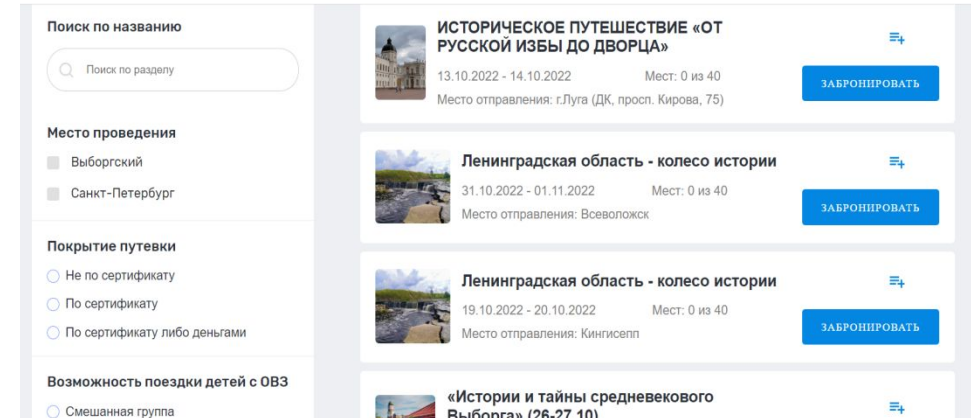 Поиск по названию
Поиск по разделу
Место проведения
Выборгский
Санкт-Петербург
Покрытие путевки
Не по сертификату
По сертификату
По сертификату либо деньгами
Возможность поездки детей с ОВЗ
Смешанная группа
ИСТОРИЧЕСКОЕ ПУТЕШЕСТВИЕ «ОТ
РУССКОЙ ИЗБЫ ДО ДВОРЦА»
13.10.2022 - 14.10.2022 Мест: 0 из 40
Место отправления: г.Луга (ДК, просп. Кирова, 75)
ЗАБРОНИРОВАТЬ
Ленинградская область - колесо истории
31.10.2022 - 01.11.2022 Мест: 0 из 40
Место отправления: Всеволожск
ЗАБРОНИРОВАТЬ
Ленинградская область - колесо истории
19.10.2022 - 20.10.2022 Мест: 0 из 40
Место отправления: Кингисепп
ЗАБРОНИРОВАТЬ
«Истории и тайны средневекового
Выборга» (26-27.10)